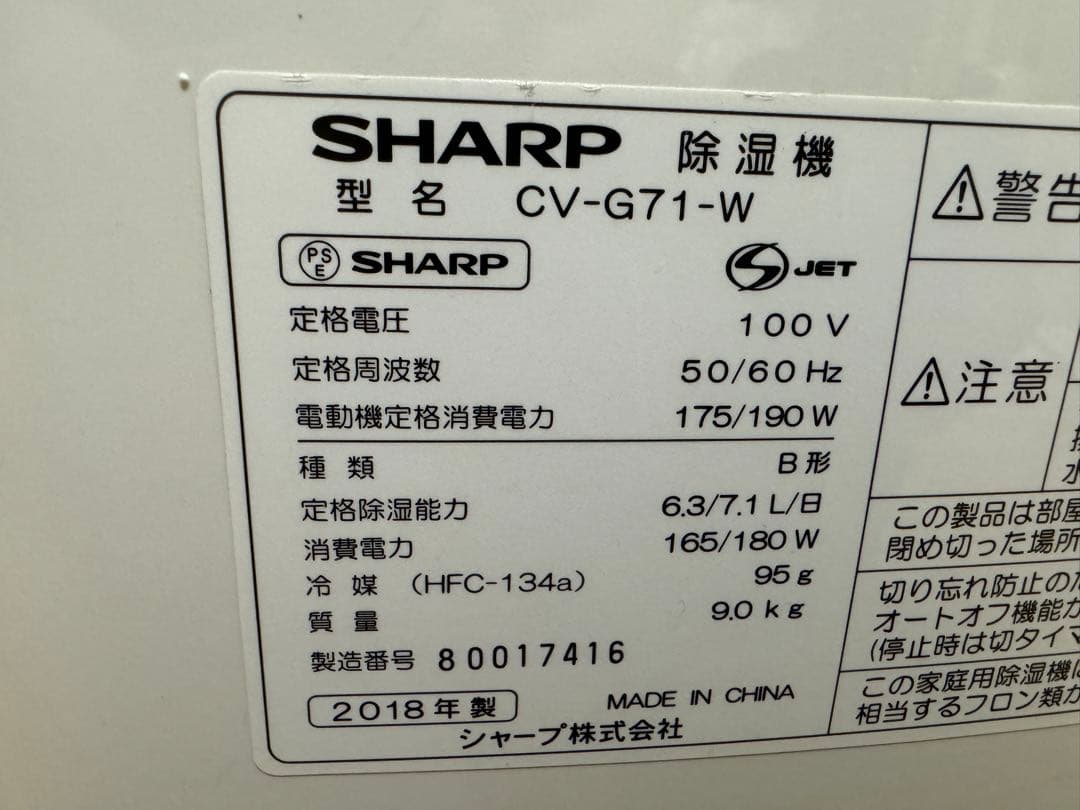 SHARP 除湿機
型名 CV-G71-W
PSE SHARP
S JET
定格電圧 100 V
定格周波数 50/60 Hz
電動機定格消費電力 175/190 W
種類 B形
定格除湿能力 6.3/7.1 L/日
消費電力 165/180 W
冷媒 (HFC-134a) 95 g
質量 9.0 kg
製造番号 80017416
2018年製 MADE IN CHINA
シャープ株式会社
警告
注意
この製品は部屋
閉め切った場所
切り忘れ防止のた
オートオフ機能が
(停止時は切タイマ
この家庭用除湿機に
相当するフロン類が